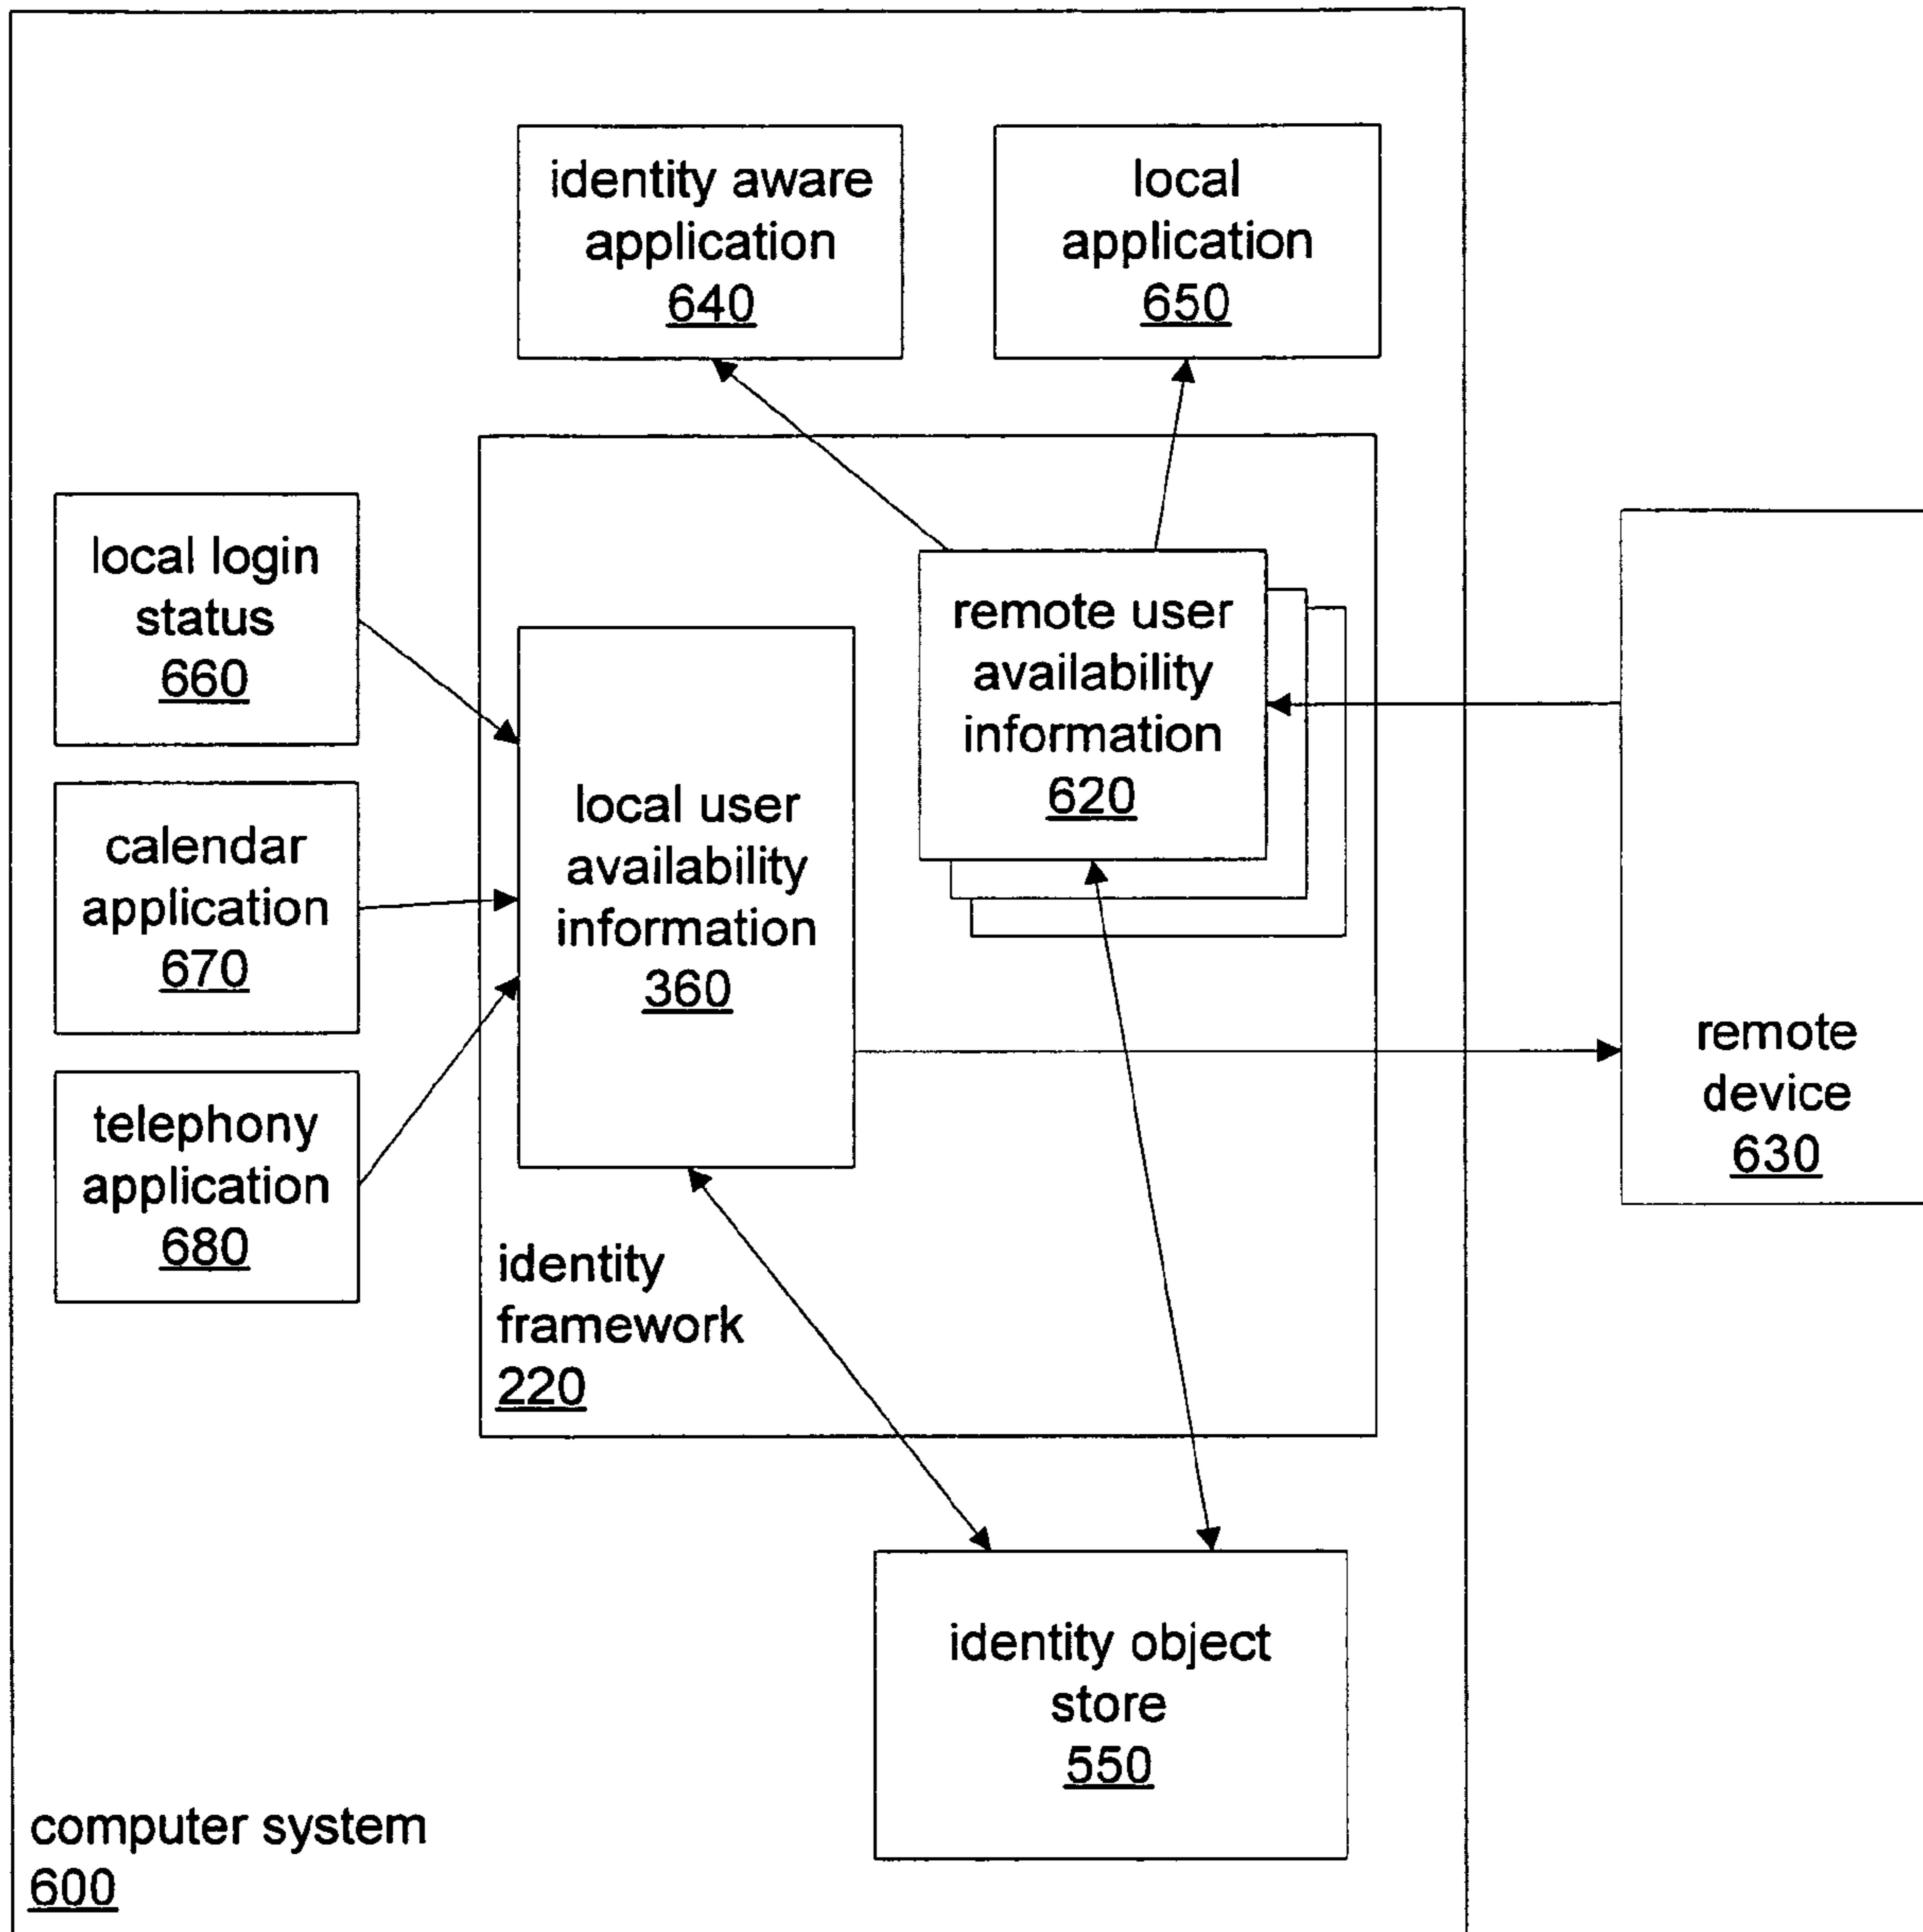 identity aware
application
640
local
application
650
local login
status
660
calendar
application
670
telephony
application
680
local user
availability
information
360
remote user
availability
information
620
remote
device
630
identity
framework
220
identity object
store
550
computer system
600